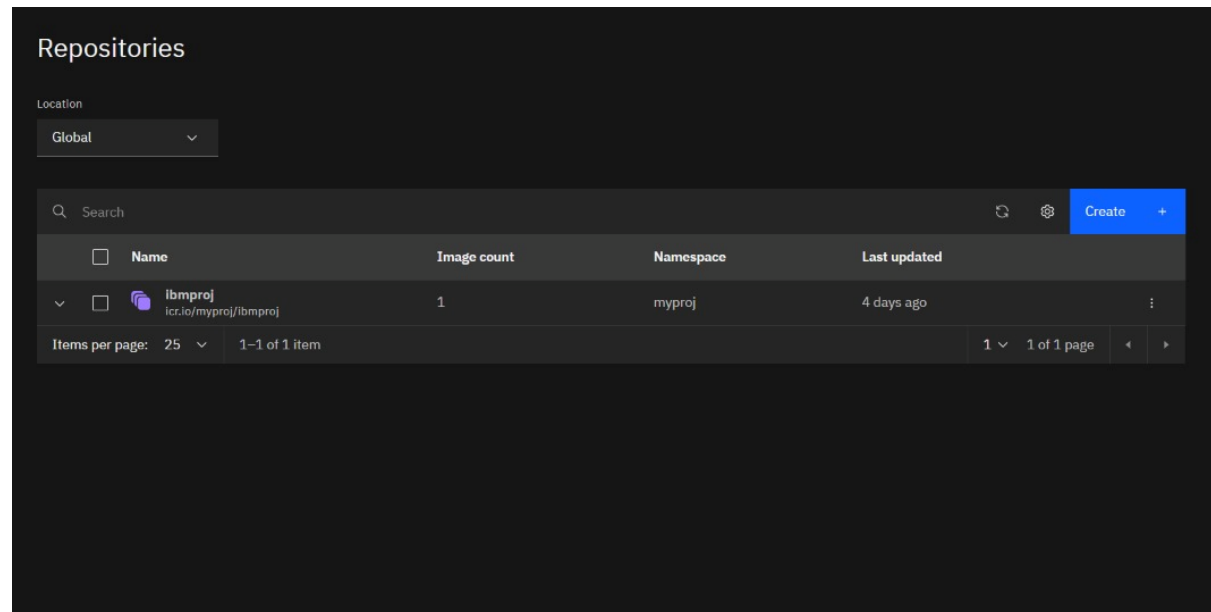 Repositories
Location
Global
Search
Create +
Name Image count Namespace Last updated
ibmproj 1 myproj 4 days ago
icr.io/myproj/ibmproj
Items per page: 25 1–1 of 1 item 1 1 of 1 page